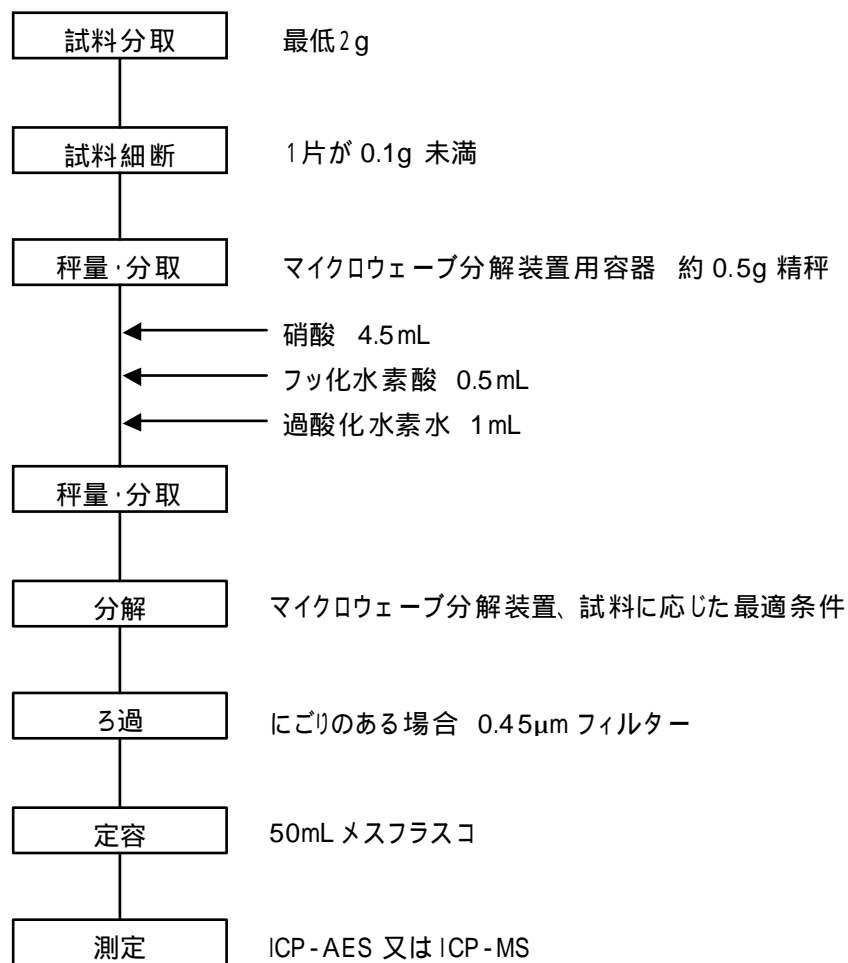 試料分取 最低2g
試料細断 1片が 0.1g 未満
秤量・分取 マイクロウェーブ分解装置用容器 約 0.5g 精秤
硝酸 4.5mL
フッ化水素酸 0.5mL
過酸化水素水 1mL
秤量・分取
分解 マイクロウェーブ分解装置、試料に応じた最適条件
ろ過 にごりのある場合 0.45μm フィルター
定容 50mL メスフラスコ
測定 ICP-AES 又は ICP-MS